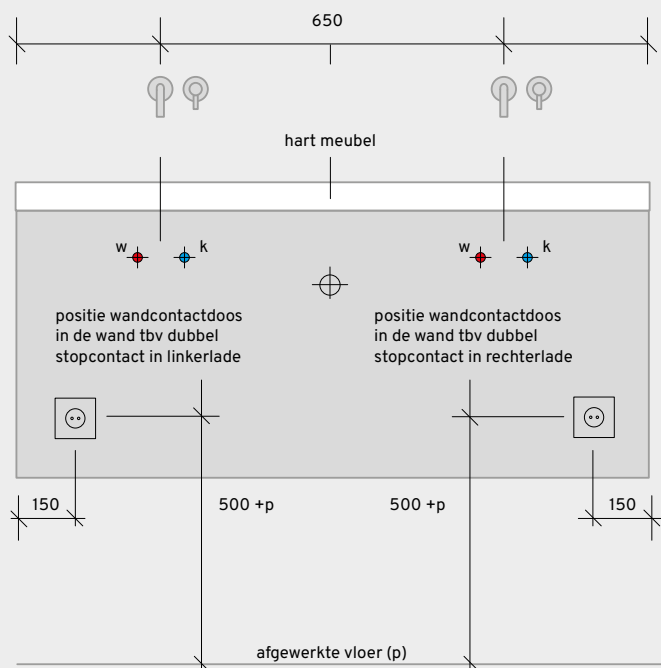 650
hart meubel
w k w k
positie wandcontactdoos
in de wand tbv dubbel
stopcontact in linkerlade
positie wandcontactdoos
in de wand tbv dubbel
stopcontact in rechterlade
150 500 +p 500 +p 150
afgewerkte vloer (p)